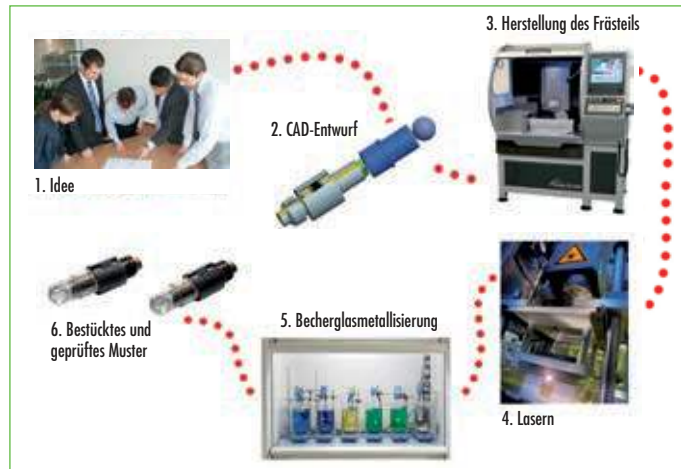 1. Idee
2. CAD-Entwurf
3. Herstellung des Frästeils
4. Lasern
5. Becherglasmetallisierung
6. Bestücktes und
geprüftes Muster